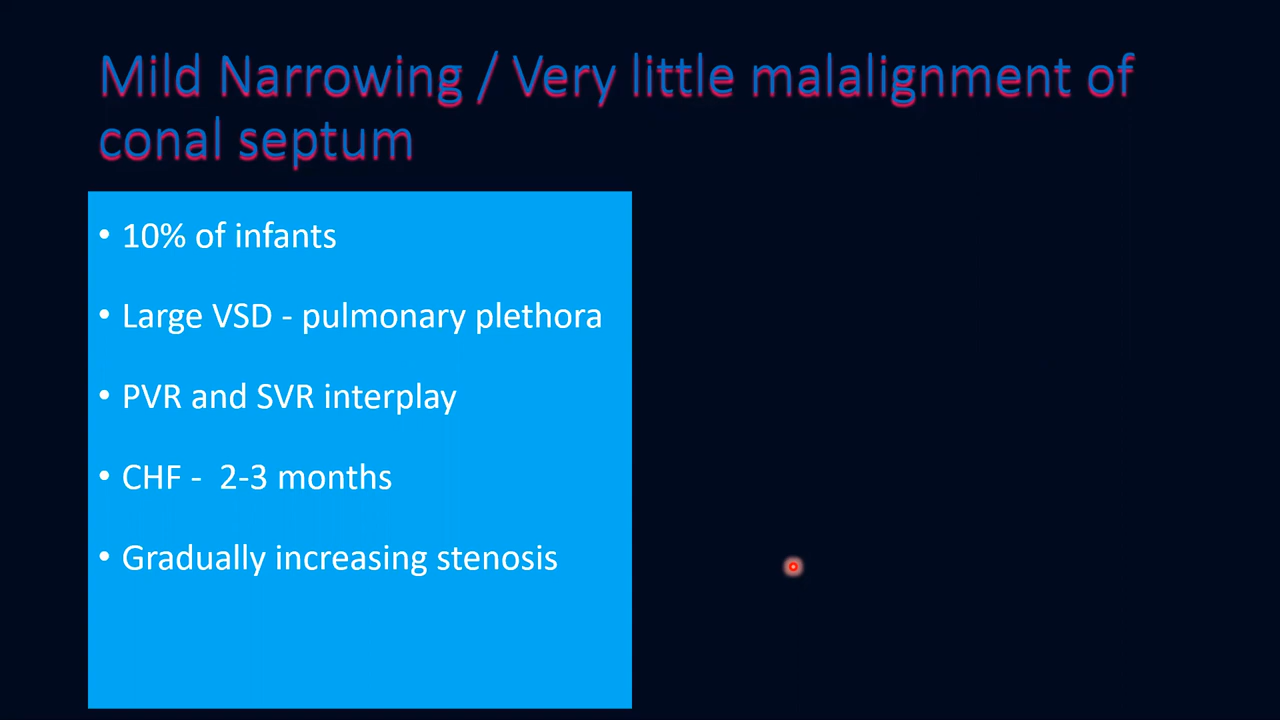 Mild Narrowing / Very little malalignment of
conal septum
• 10% of infants
• Large VSD - pulmonary plethora
• PVR and SVR interplay
• CHF -  2-3 months
• Gradually increasing stenosis